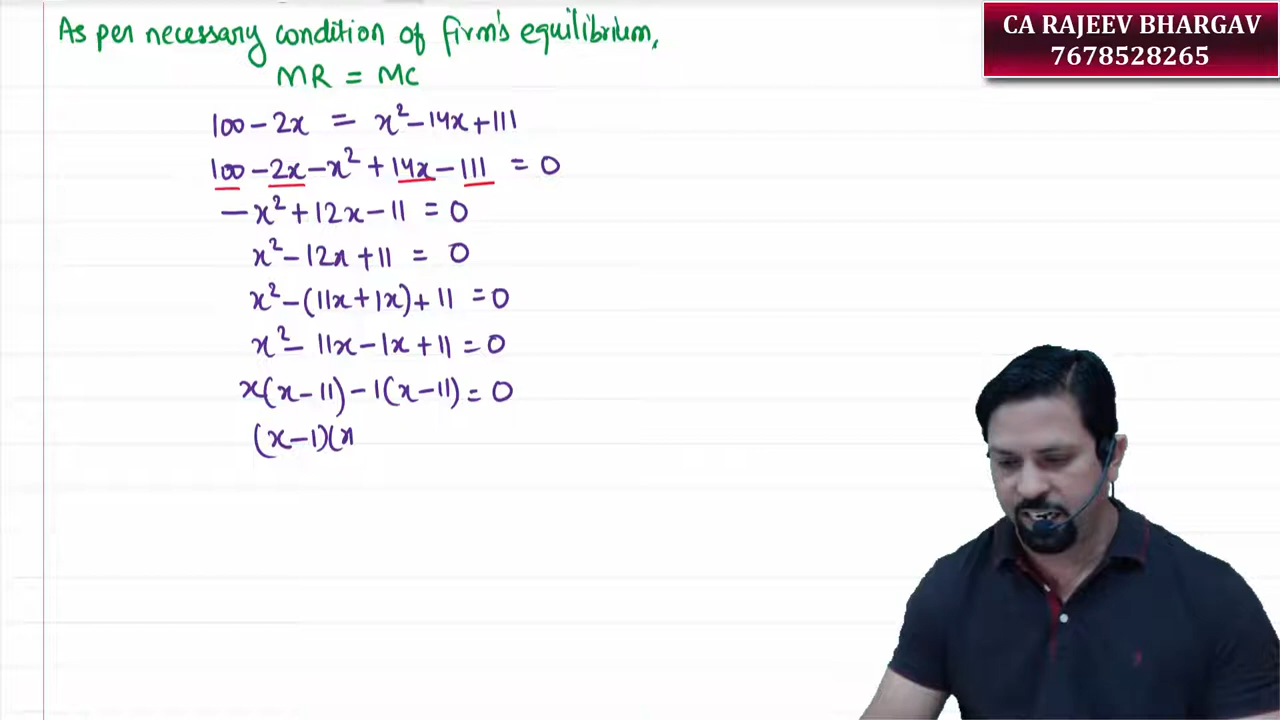 As per necessary condition of firm's equilibrium,
MR = MC
100 - 2x = x² - 14x + 111
100 - 2x - x² + 14x - 111 = 0
- x² + 12x - 11 = 0
x² - 12x + 11 = 0
x² - (11x + 1x) + 11 = 0
x² - 11x - 1x + 11 = 0
x(x - 11) - 1(x - 11) = 0
(x - 1)(x
CA RAJEEV BHARGAV
7678528265